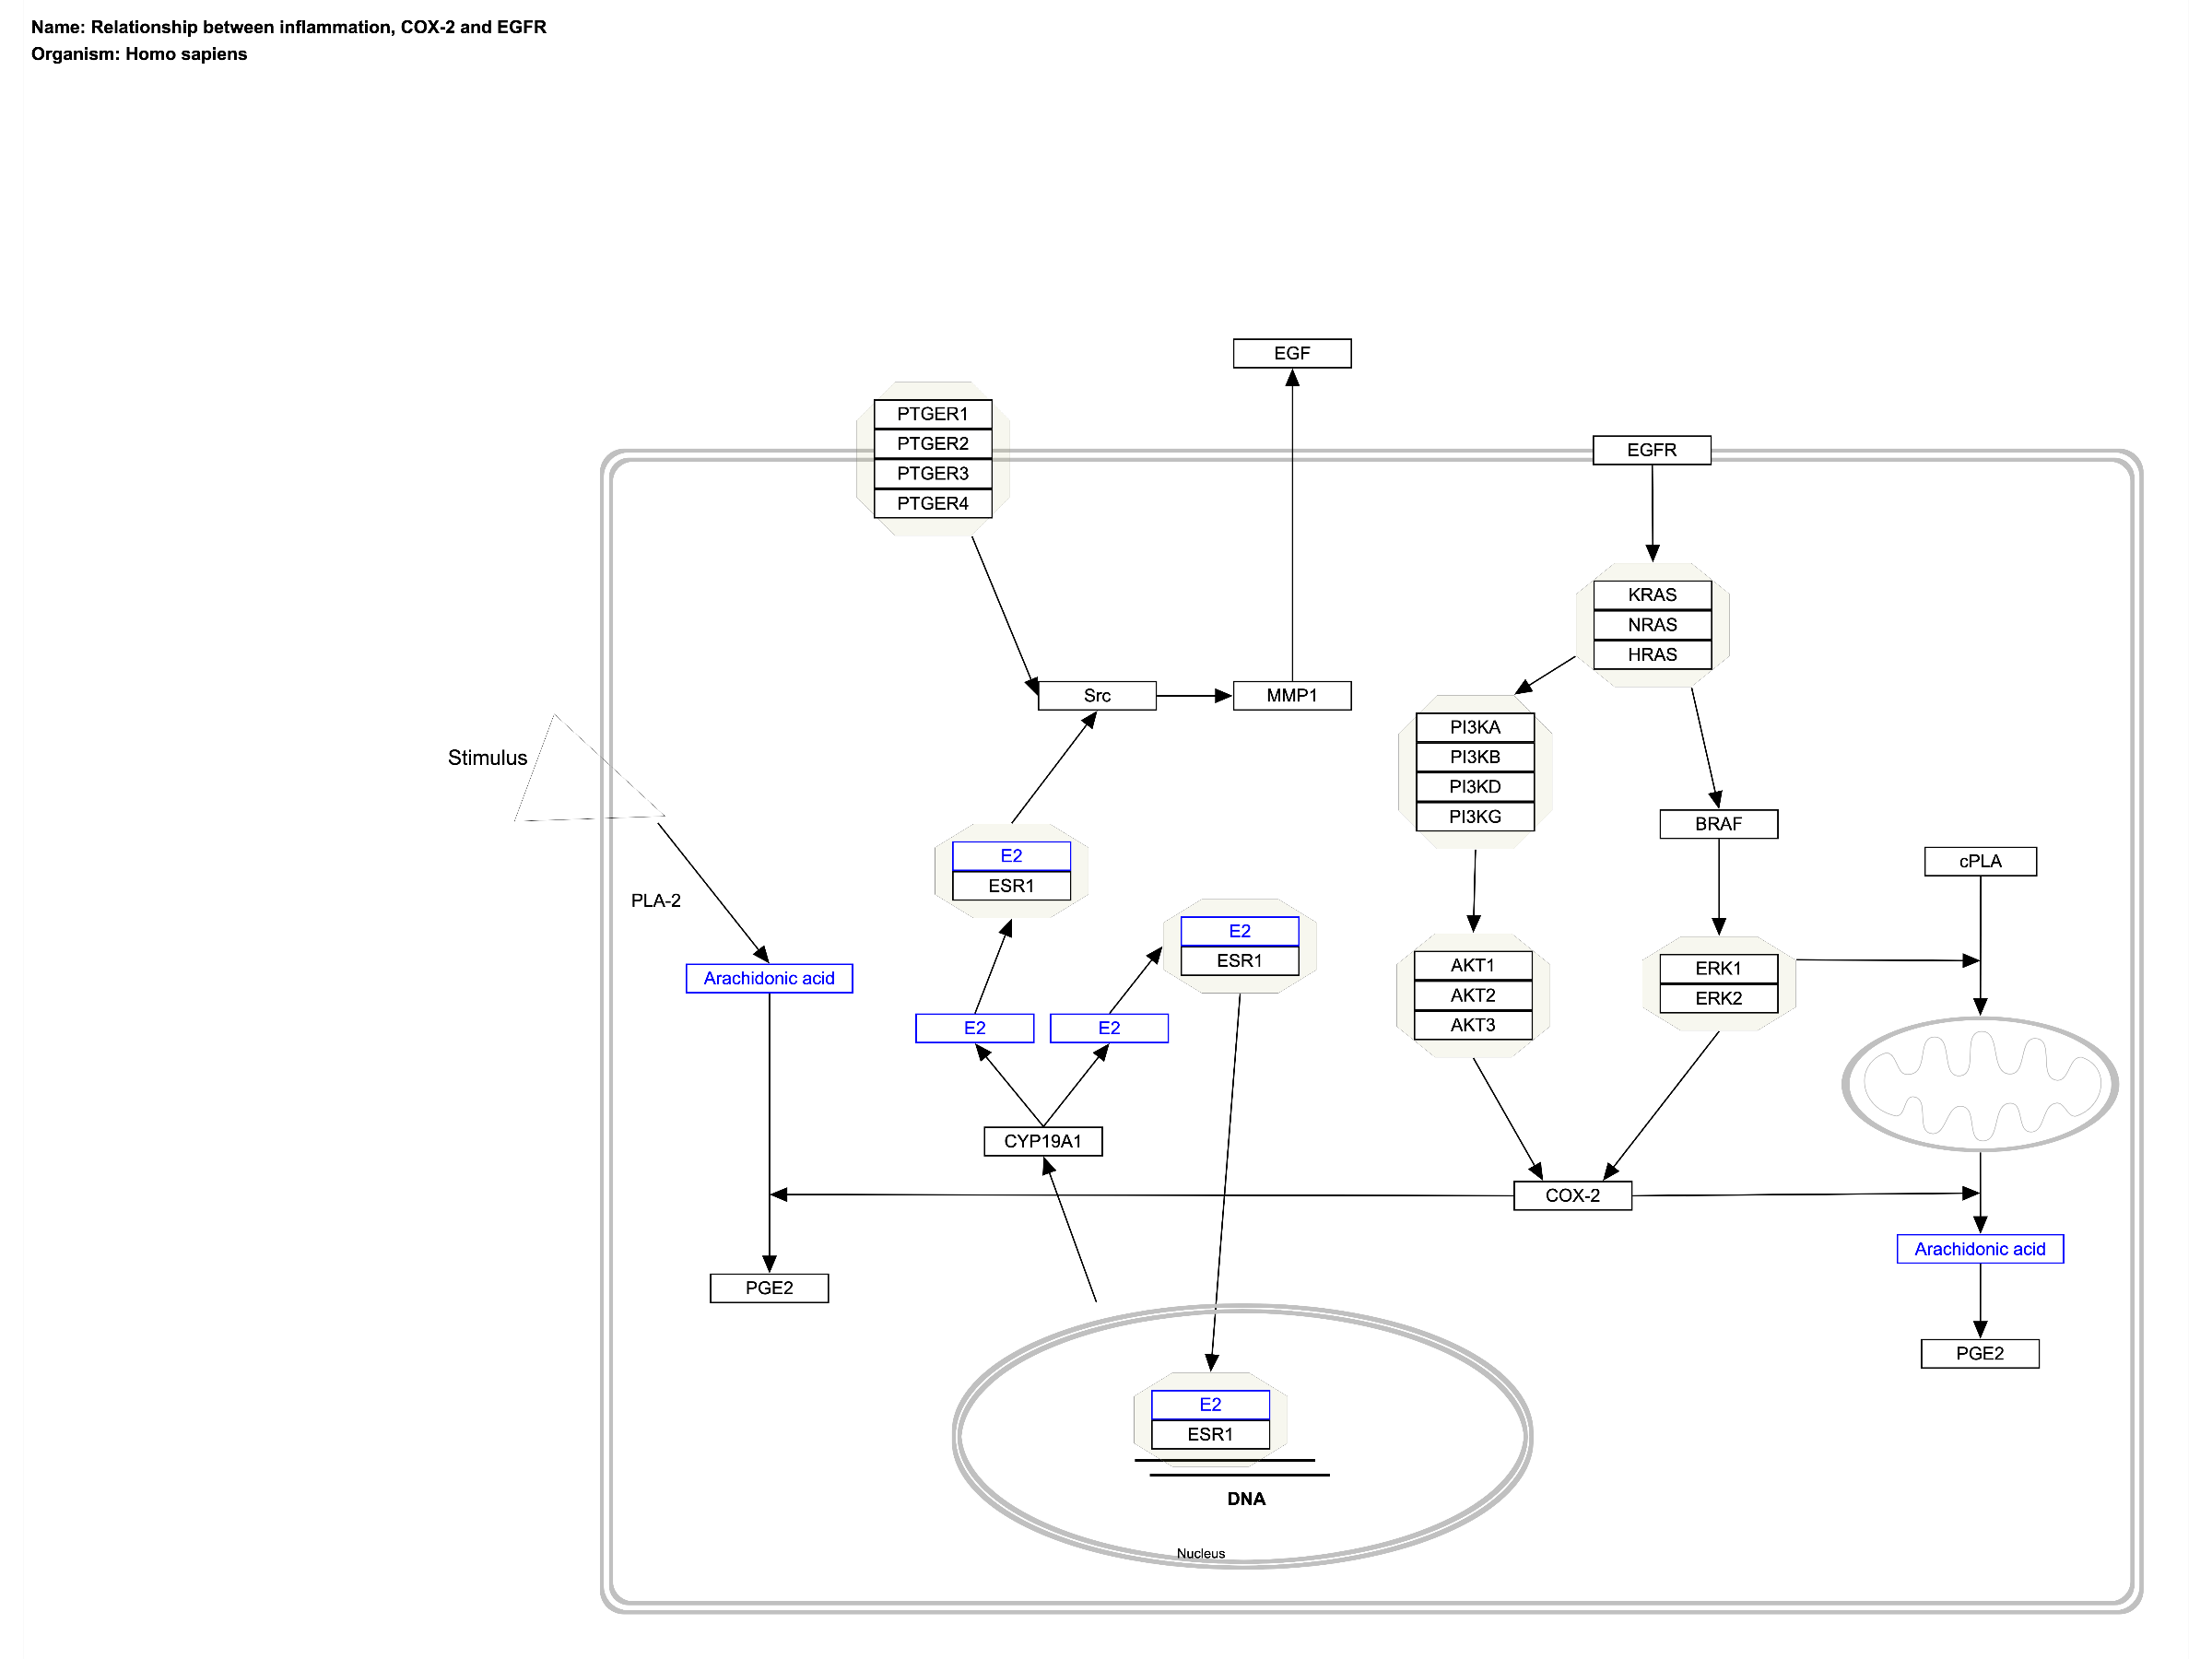 Name: Relationship between inflammation, COX-2 and EGFR
Organism: Homo sapiens
EGF
PTGER1
PTGER2
PTGER3
PTGER4
EGFR
KRAS
NRAS
HRAS
Src
MMP1
PI3KA
PI3KB
PI3KD
PI3KG
Stimulus
BRAF
E2
ESR1
cPLA
PLA-2
E2
ESR1
Arachidonic acid
AKT1
AKT2
AKT3
ERK1
ERK2
E2
E2
CYP19A1
COX-2
Arachidonic acid
PGE2
PGE2
E2
ESR1
DNA
Nucleus